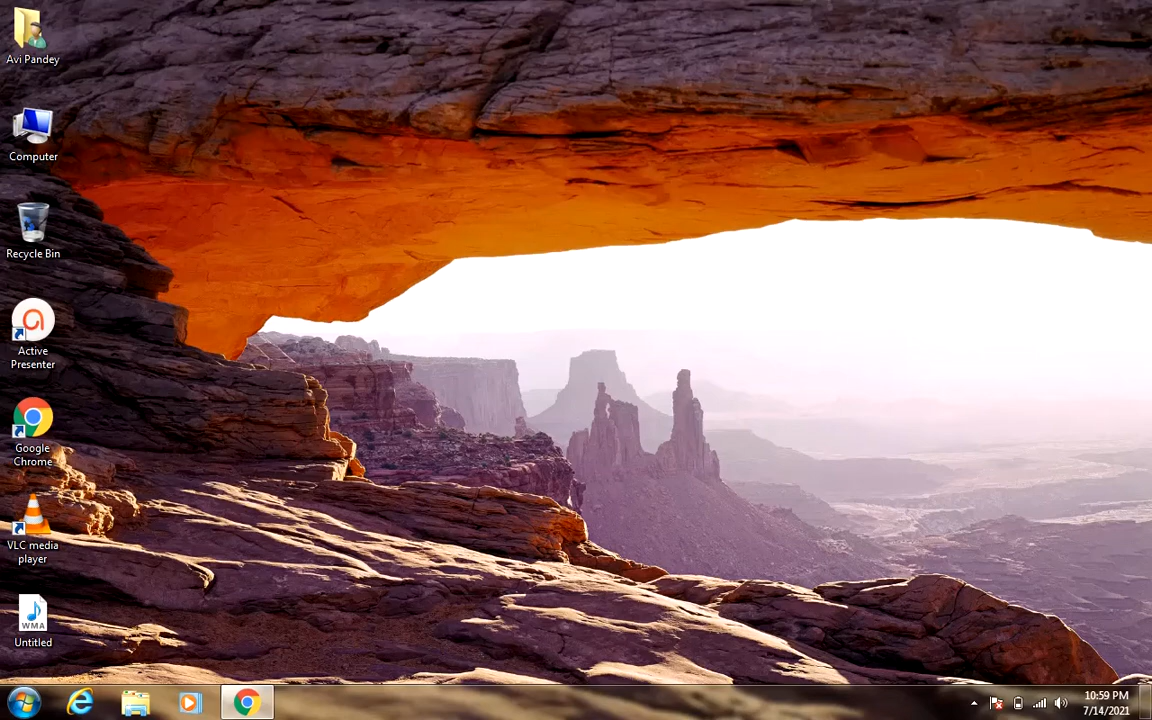 Avi Pandey
Computer
Recycle Bin
Active
Presenter
Google
Chrome
VLC media
player
WMA
Untitled
10:59 PM
7/14/2021